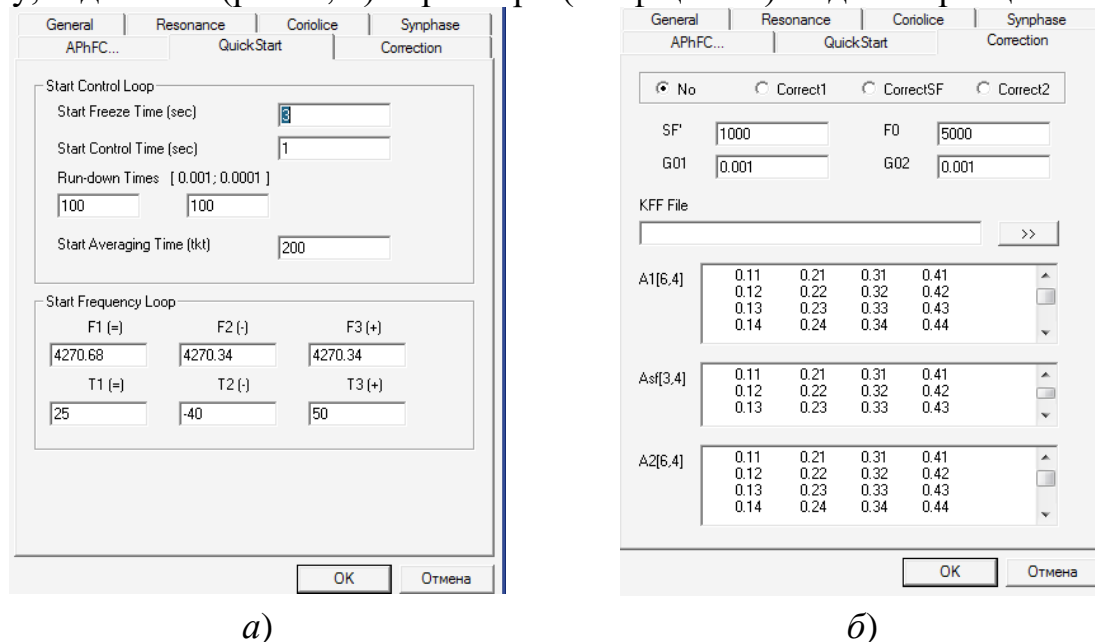 General Resonance Coriolice Synphase
APhFC... QuickStart Correction
Start Control Loop
Start Freeze Time (sec) 3
Start Control Time (sec) 1
Run-down Times [ 0.001; 0.0001 ]
100 100
Start Averaging Time (tkt) 200
Start Frequency Loop
F1 (=) F2 (-) F3 (+)
4270.68 4270.34 4270.34
T1 (=) T2 (-) T3 (+)
25 -40 50
OK Отмена
а)
General Resonance Coriolice Synphase
APhFC... QuickStart Correction
No Correct1 CorrectSF Correct2
SF' 1000 F0 5000
G01 0.001 G02 0.001
KFF File
>>
A1[6,4] 0.11 0.21 0.31 0.41
0.12 0.22 0.32 0.42
0.13 0.23 0.33 0.43
0.14 0.24 0.34 0.44
Asf[3,4] 0.11 0.21 0.31 0.41
0.12 0.22 0.32 0.42
0.13 0.23 0.33 0.43
A2[6,4] 0.11 0.21 0.31 0.41
0.12 0.22 0.32 0.42
0.13 0.23 0.33 0.43
0.14 0.24 0.34 0.44
OK Отмена
б)